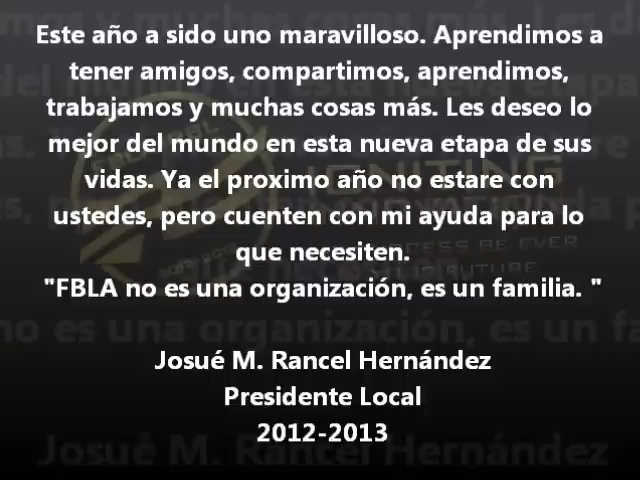 Este año a sido uno maravilloso. Aprendimos a
tener amigos, compartimos, aprendimos,
trabajamos y muchas cosas más. Les deseo lo
mejor del mundo en esta nueva etapa de sus
vidas. Ya el proximo año no estare con
ustedes, pero cuenten con mi ayuda para lo
que necesiten.
"FBLA no es una organización, es un familia. "
Josué M. Rancel Hernández
Presidente Local
2012-2013